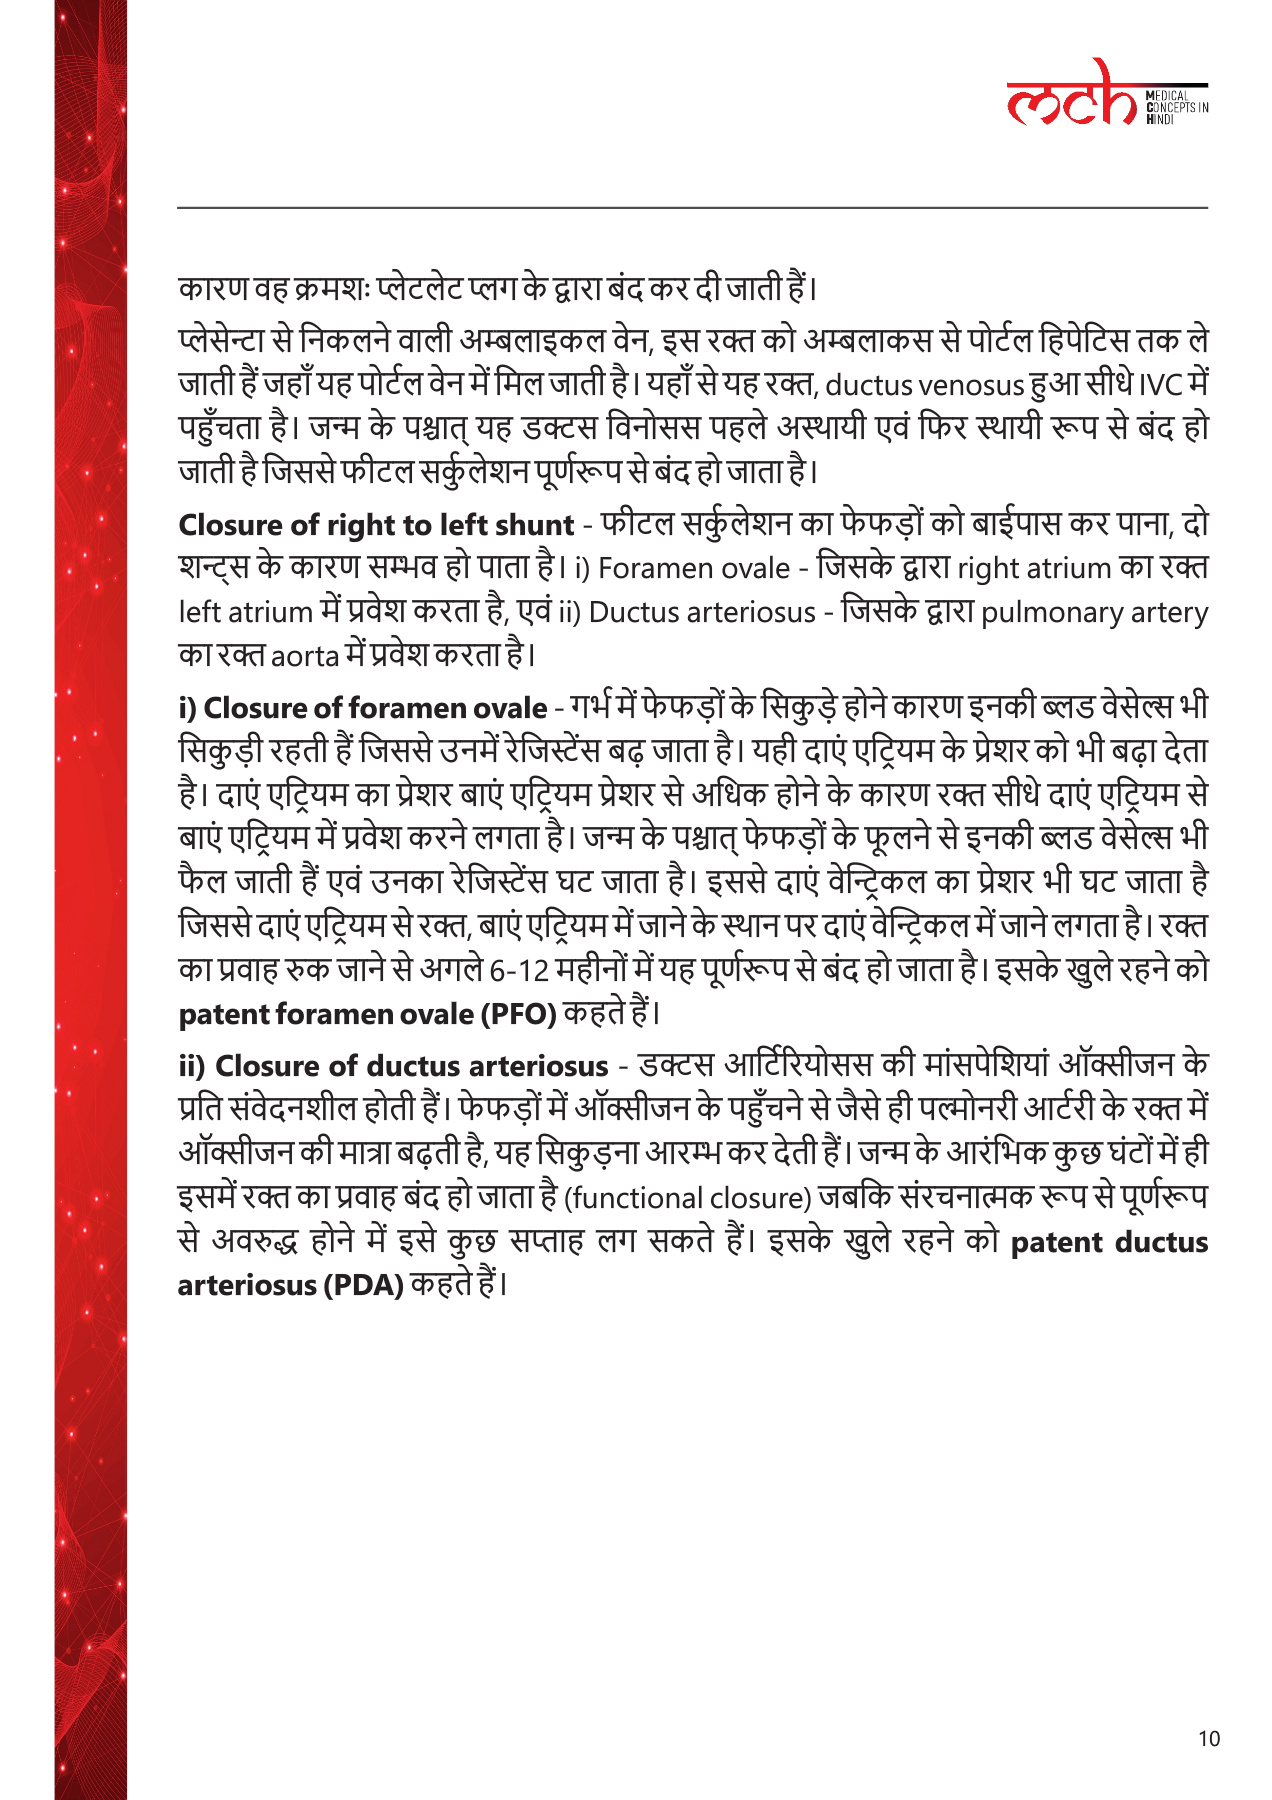 mch MEDICAL
CONCEPTS IN
HINDI
कारण वह क्रमशः प्लेटलेट प्लग के द्वारा बंद कर दी जाती हैं।
प्लेसेन्टा से निकलने वाली अम्बलाइकल वेन, इस रक्त को अम्बलाकस से पोर्टल हिपेटिस तक ले
जाती हैं जहाँ यह पोर्टल वेन में मिल जाती है। यहाँ से यह रक्त, ductus venosus हुआ सीधे IVC में
पहुँचता है। जन्म के पश्चात् यह डक्टस विनोसस पहले अस्थायी एवं फिर स्थायी रूप से बंद हो
जाती है जिससे फीटल सर्कुलेशन पूर्णरूप से बंद हो जाता है।
Closure of right to left shunt - फीटल सर्कुलेशन का फेफड़ों को बाईपास कर पाना, दो
शन्ट्स के कारण सम्भव हो पाता है। i) Foramen ovale - जिसके द्वारा right atrium का रक्त
left atrium में प्रवेश करता है, एवं ii) Ductus arteriosus - जिसके द्वारा pulmonary artery
का रक्त aorta में प्रवेश करता है।
i) Closure of foramen ovale - गर्भ में फेफड़ों के सिकुड़े होने कारण इनकी ब्लड वेसेल्स भी
सिकुड़ी रहती हैं जिससे उनमें रेजिस्टेंस बढ़ जाता है। यही दाएं एट्रियम के प्रेशर को भी बढ़ा देता
है। दाएं एट्रियम का प्रेशर बाएं एट्रियम प्रेशर से अधिक होने के कारण रक्त सीधे दाएं एट्रियम से
बाएं एट्रियम में प्रवेश करने लगता है। जन्म के पश्चात् फेफड़ों के फूलने से इनकी ब्लड वेसेल्स भी
फैल जाती हैं एवं उनका रेजिस्टेंस घट जाता है। इससे दाएं वेन्ट्रिकल का प्रेशर भी घट जाता है
जिससे दाएं एट्रियम से रक्त, बाएं एट्रियम में जाने के स्थान पर दाएं वेन्ट्रिकल में जाने लगता है। रक्त
का प्रवाह रुक जाने से अगले 6-12 महीनों में यह पूर्णरूप से बंद हो जाता है। इसके खुले रहने को
patent foramen ovale (PFO) कहते हैं।
ii) Closure of ductus arteriosus - डक्टस आर्टिरियोसस की मांसपेशियां ऑक्सीजन के
प्रति संवेदनशील होती हैं। फेफड़ों में ऑक्सीजन के पहुँचने से जैसे ही पल्मोनरी आर्टरी के रक्त में
ऑक्सीजन की मात्रा बढ़ती है, यह सिकुड़ना आरम्भ कर देती हैं। जन्म के आरंभिक कुछ घंटों में ही
इसमें रक्त का प्रवाह बंद हो जाता है (functional closure) जबकि संरचनात्मक रूप से पूर्णरूप
से अवरुद्ध होने में इसे कुछ सप्ताह लग सकते हैं। इसके खुले रहने को patent ductus
arteriosus (PDA) कहते हैं।
10